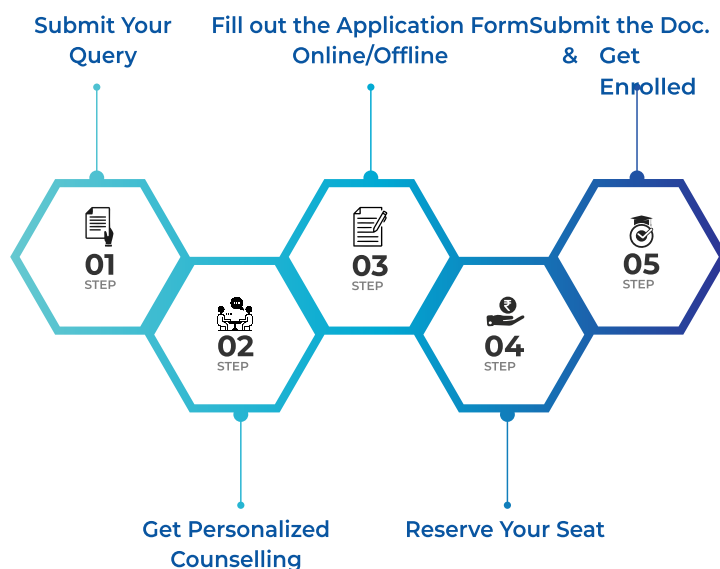 Submit Your
Query
Fill out the Application Form
Online/Offline
Submit the Doc.
& Get
Enrolled
01
STEP
02
STEP
03
STEP
04
STEP
05
STEP
₹
Get Personalized
Counselling
Reserve Your Seat